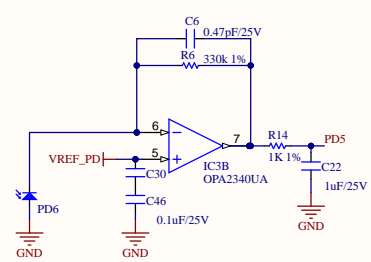 C6
0.47pF/25V
R6
330k 1%
6
7
5
VREF_PD
R14
PD5
1K 1%
IC3B
OPA2340UA
C30
C22
C46
1uF/25V
PD6
0.1uF/25V
GND
GND
GND